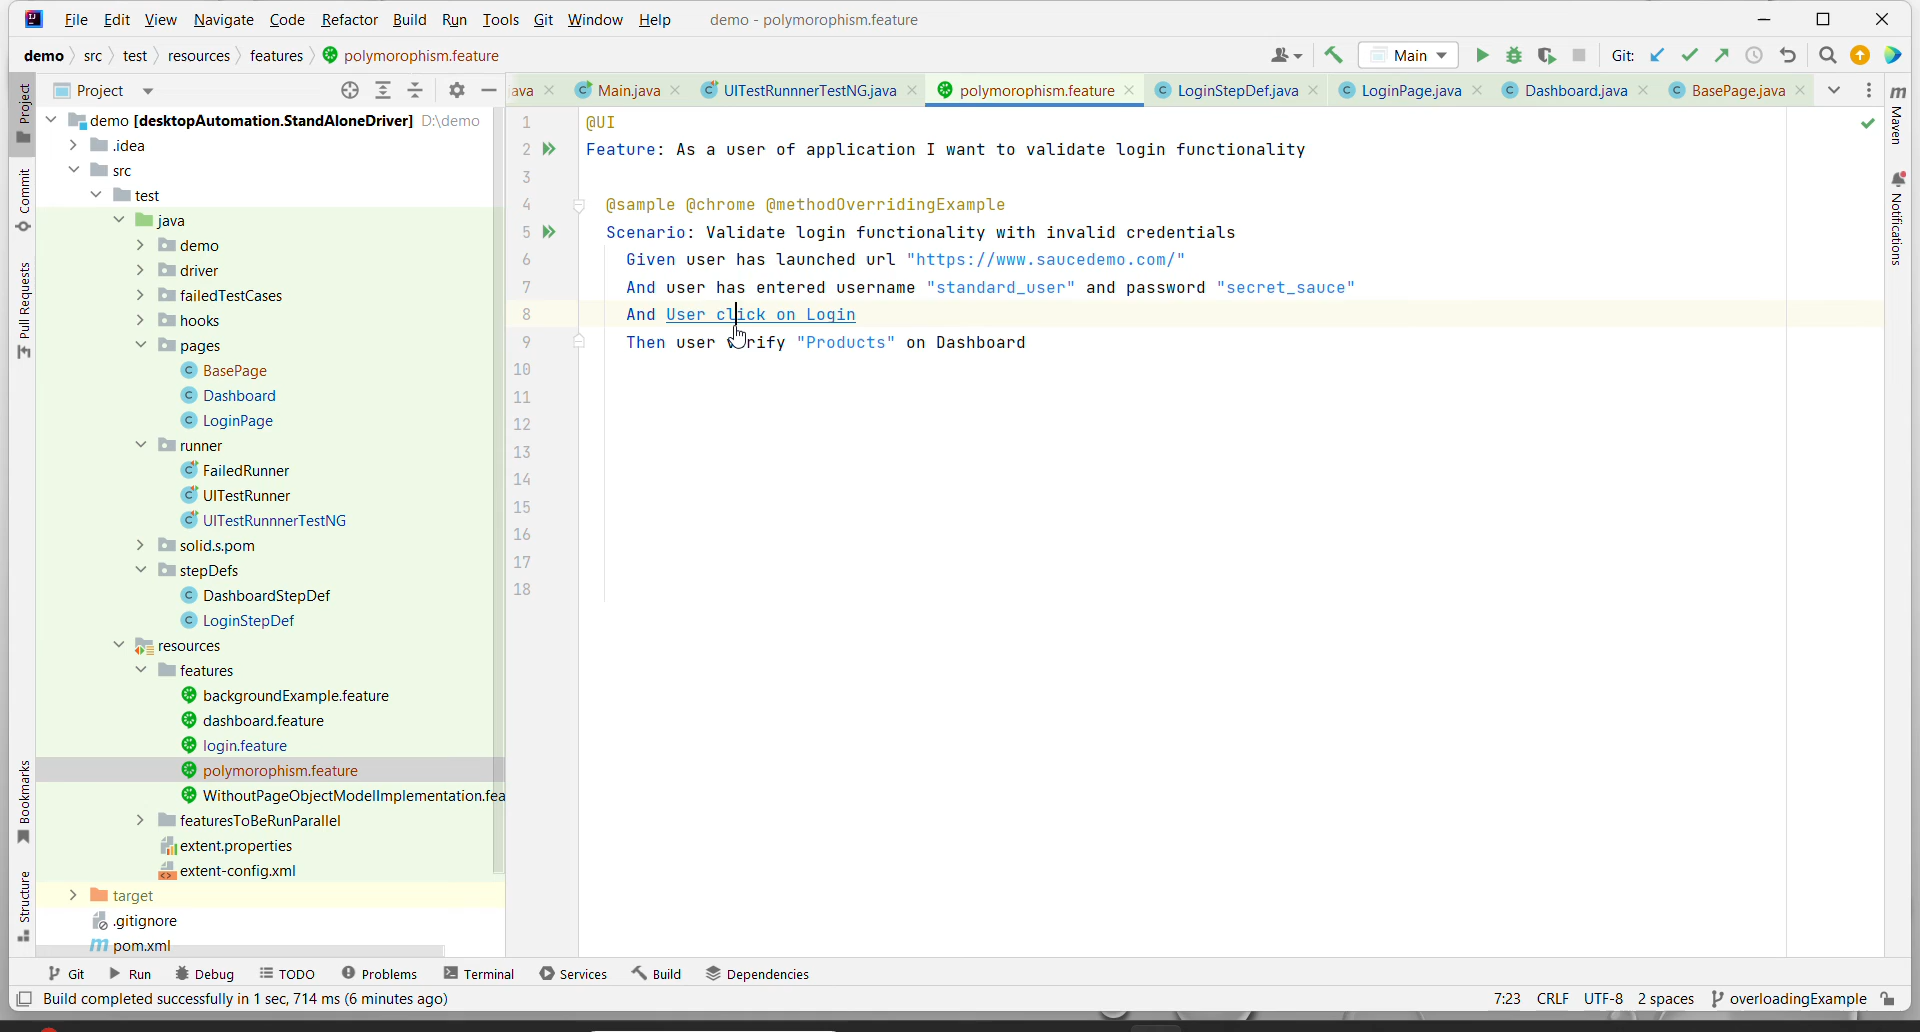 File Edit View Navigate Code Refactor Build Run Tools Git Window Help demo - polymorophism.feature
demo src test resources features polymorophism.feature Main Git:
Project ava Main.java UITestRunnnerTestNG.java polymorophism.feature LoginStepDef.java LoginPage.java Dashboard.java BasePage.java
Project
Commit
Pull Requests
Bookmarks
Structure
demo [desktopAutomation.StandAloneDriver] D:\demo
.idea
src
test
java
demo
driver
failedTestCases
hooks
pages
BasePage
Dashboard
LoginPage
runner
FailedRunner
UITestRunner
UITestRunnnerTestNG
solid.s.pom
stepDefs
DashboardStepDef
LoginStepDef
resources
features
backgroundExample.feature
dashboard.feature
login.feature
polymorophism.feature
WithoutPageObjectModelImplementation.fea
featuresToBeRunParallel
extent.properties
extent-config.xml
target
.gitignore
pom.xml
1 @UI
2 Feature: As a user of application I want to validate login functionality
3
4 @sample @chrome @methodOverridingExample
5 Scenario: Validate login functionality with invalid credentials
6 Given user has launched url "https://www.saucedemo.com/"
7 And user has entered username "standard_user" and password "secret_sauce"
8 And User click on Login
9 Then user verify "Products" on Dashboard
10
11
12
13
14
15
16
17
18
Maven
Notifications
Git Run Debug TODO Problems Terminal Services Build Dependencies
Build completed successfully in 1 sec, 714 ms (6 minutes ago) 7:23 CRLF UTF-8 2 spaces overloadingExample